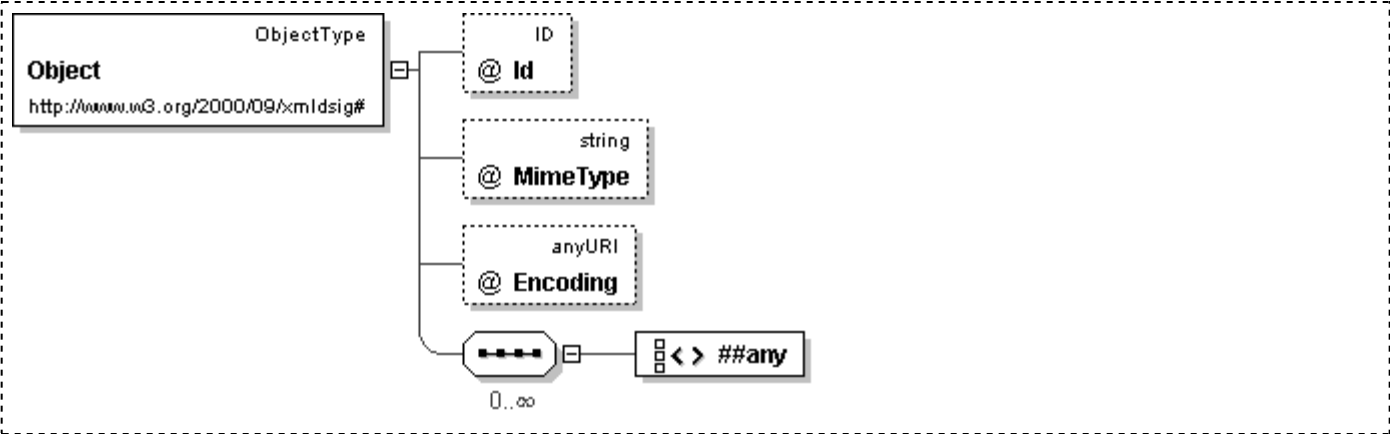 ObjectType
Object
http://www.w3.org/2000/09/xmldsig#
ID
@ Id
string
@ MimeType
anyURI
@ Encoding
<> ##any
0..∞